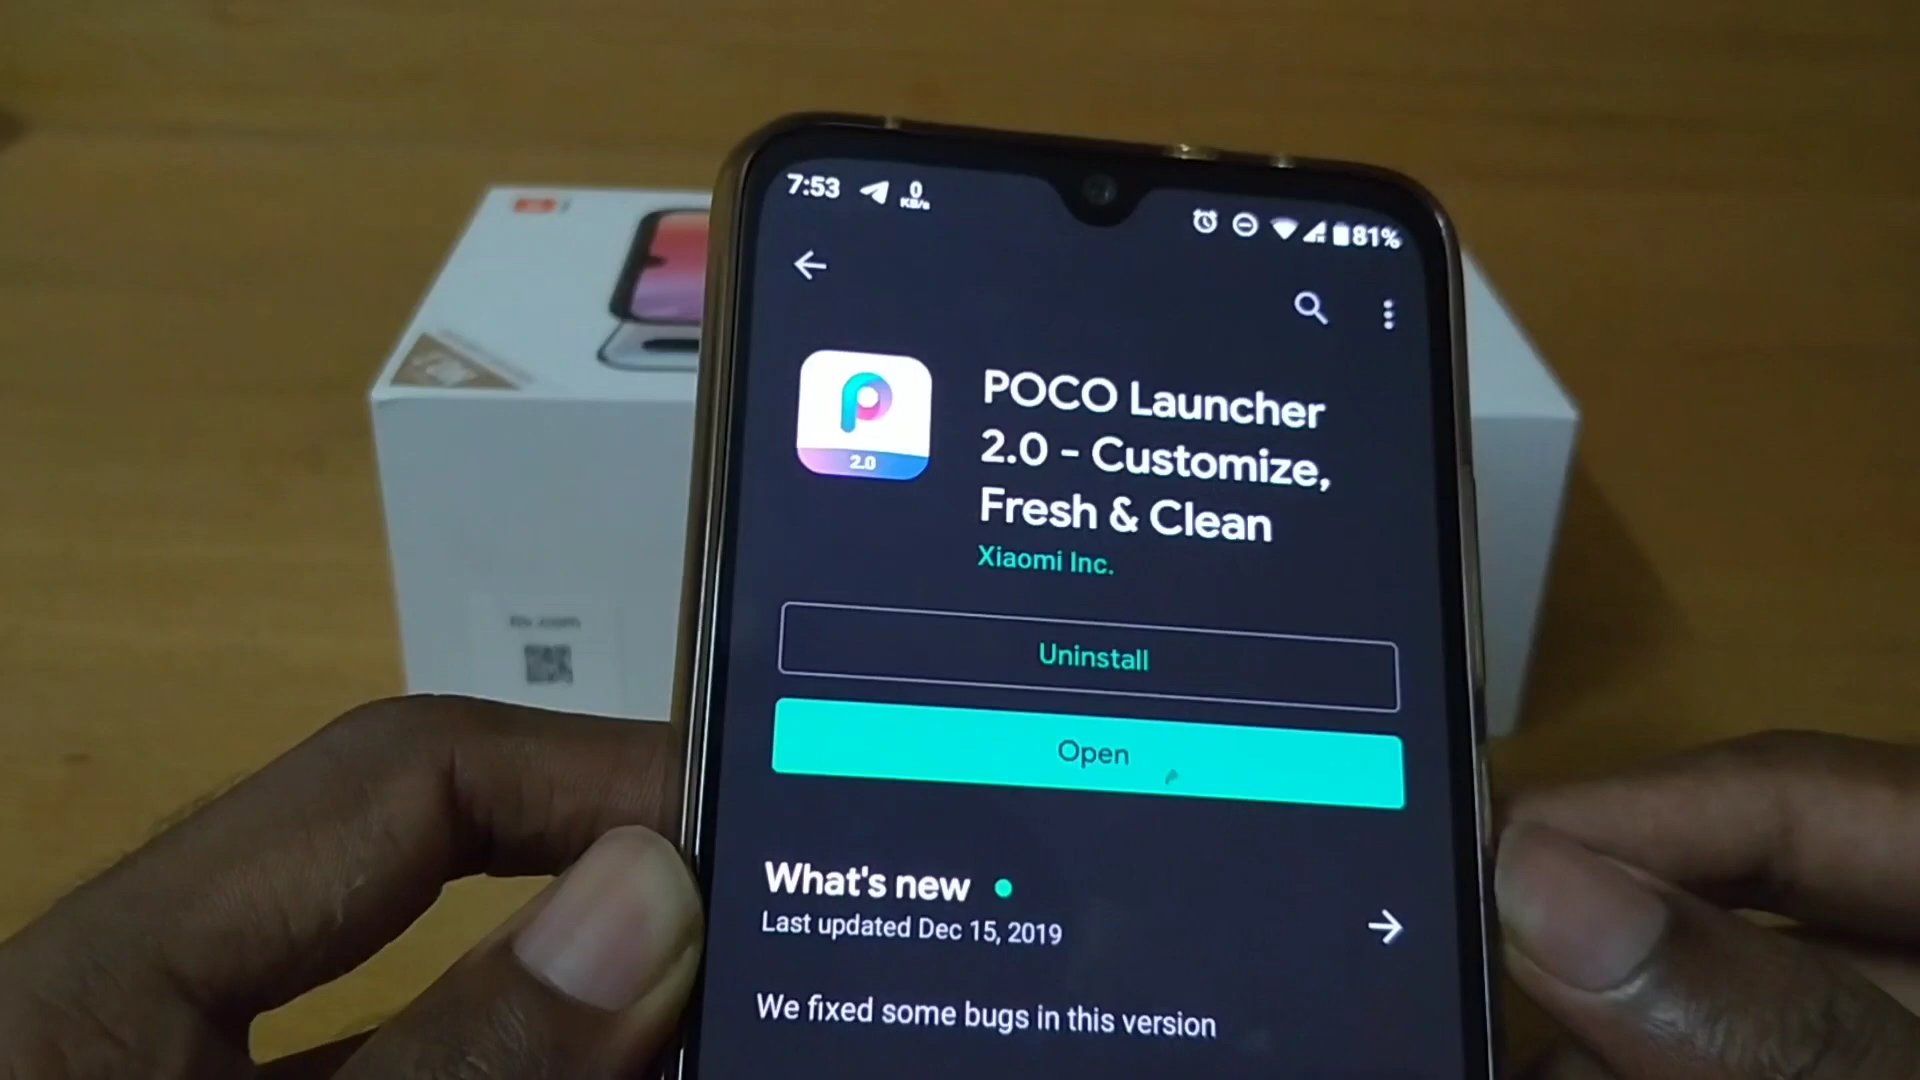 7:53
0
KB/s
81%
POCO Launcher
2.0 - Customize,
Fresh & Clean
2.0
Xiaomi Inc.
Uninstall
Open
What's new
Last updated Dec 15, 2019
We fixed some bugs in this version